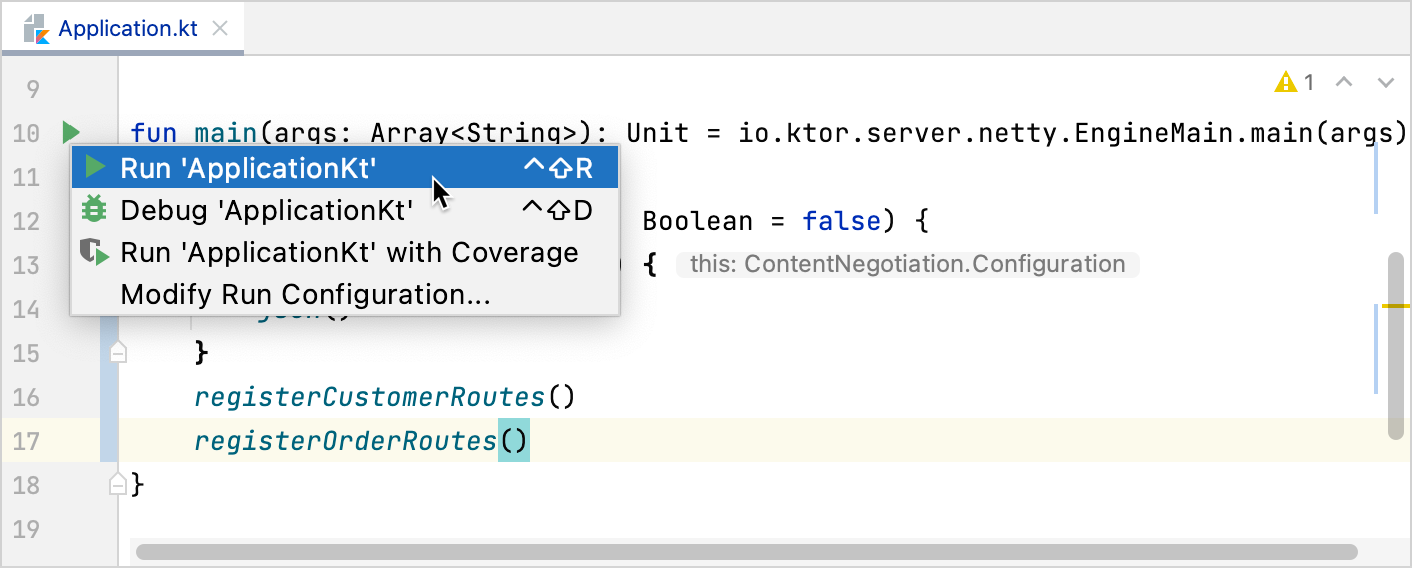 Application.kt
1
9
10 fun main(args: Array<String>): Unit = io.ktor.server.netty.EngineMain.main(args)
11
Run 'ApplicationKt' ^⇧R
Debug 'ApplicationKt' ^⇧D
Run 'ApplicationKt' with Coverage
Modify Run Configuration...
12 Boolean = false) {
13 { this: ContentNegotiation.Configuration
14
15 }
16 registerCustomerRoutes()
17 registerOrderRoutes()
18 }
19